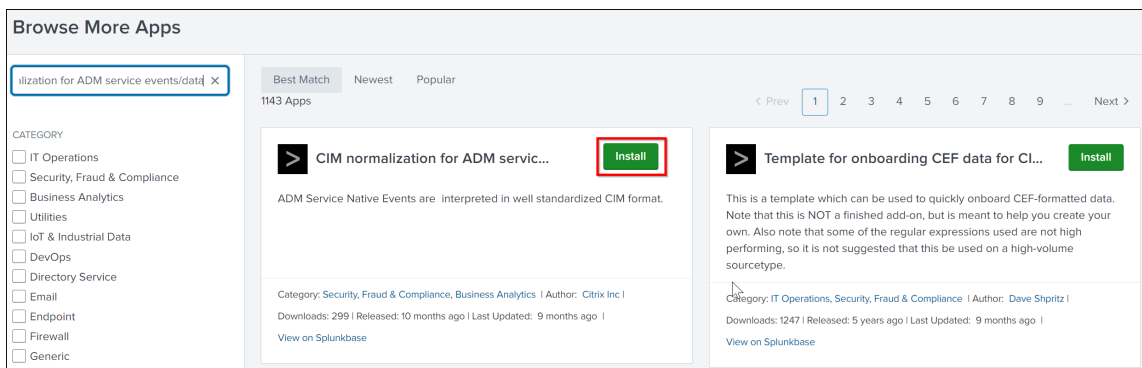 Browse More Apps
lization for ADM service events/data
Best Match Newest Popular
1143 Apps
Prev 1 2 3 4 5 6 7 8 9 ... Next
CATEGORY
IT Operations
Security, Fraud & Compliance
Business Analytics
Utilities
IoT & Industrial Data
DevOps
Directory Service
Email
Endpoint
Firewall
Generic
CIM normalization for ADM servic...
Install
ADM Service Native Events are interpreted in well standardized CIM format.
Category: Security, Fraud & Compliance, Business Analytics | Author: Citrix Inc |
Downloads: 299 | Released: 10 months ago | Last Updated: 9 months ago |
View on Splunkbase
Template for onboarding CEF data for CI...
Install
This is a template which can be used to quickly onboard CEF-formatted data.
Note that this is NOT a finished add-on, but is meant to help you create your
own. Also note that some of the regular expressions used are not high
performing, so it is not suggested that this be used on a high-volume
sourcetype.
Category: IT Operations, Security, Fraud & Compliance | Author: Dave Shpritz |
Downloads: 1247 | Released: 5 years ago | Last Updated: 9 months ago |
View on Splunkbase